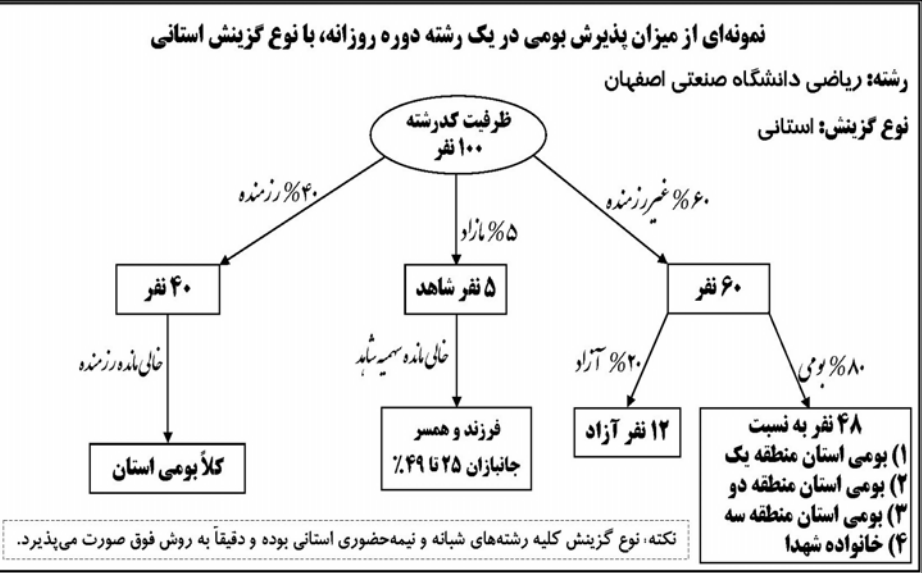 نمونه‌ای از میزان پذیرش بومی در یک رشته دوره روزانه، با نوع گزینش استانی
رشته: ریاضی دانشگاه صنعتی اصفهان
نوع گزینش: استانی
ظرفیت کدرشته
۱۰۰ نفر
۶۰% غیررزمنده
۵% مازاد
۴۰% رزمنده
۶۰ نفر
۵ نفر شاهد
۴۰ نفر
۸۰% بومی
۲۰% آزاد
خالی مانده سهمیه شاهد
خالی مانده رزمنده
۴۸ نفر به نسبت
۱) بومی استان منطقه یک
۲) بومی استان منطقه دو
۳) بومی استان منطقه سه
۴) خانواده شهدا
۱۲ نفر آزاد
فرزند و همسر
جانبازان ۲۵ تا ۴۹%
کلاً بومی استان
نکته: نوع گزینش کلیه رشته‌های شبانه و نیمه‌حضوری استانی بوده و دقیقاً به روش فوق صورت می‌پذیرد.